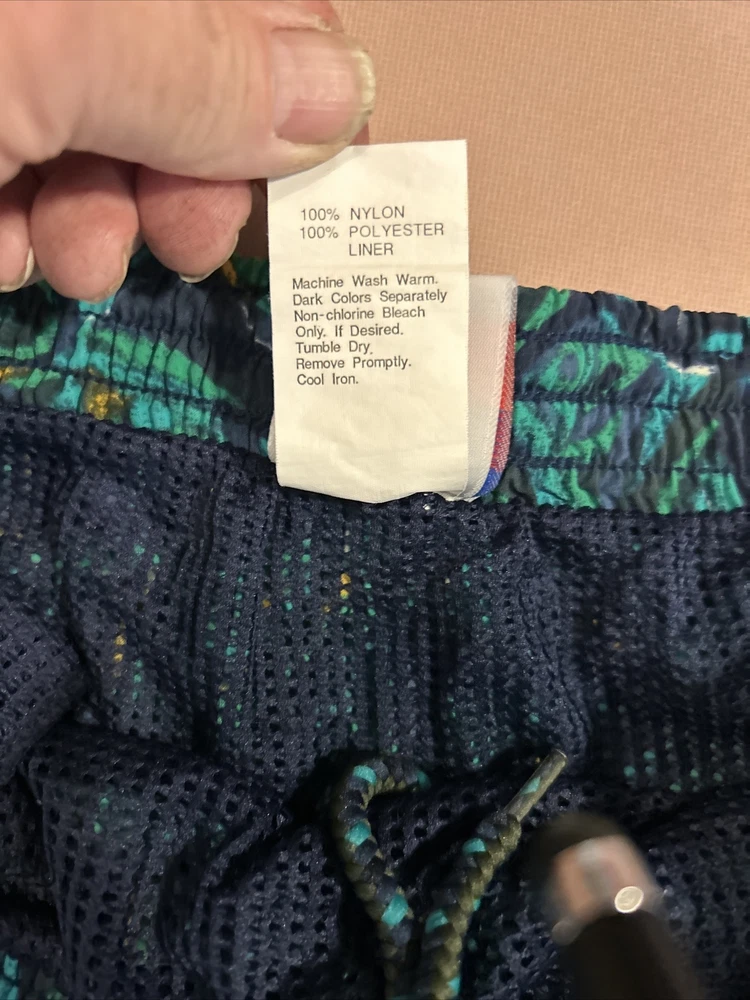 100% NYLON
100% POLYESTER
LINER
Machine Wash Warm.
Dark Colors Separately
Non-chlorine Bleach
Only. If Desired.
Tumble Dry.
Remove Promptly.
Cool Iron.